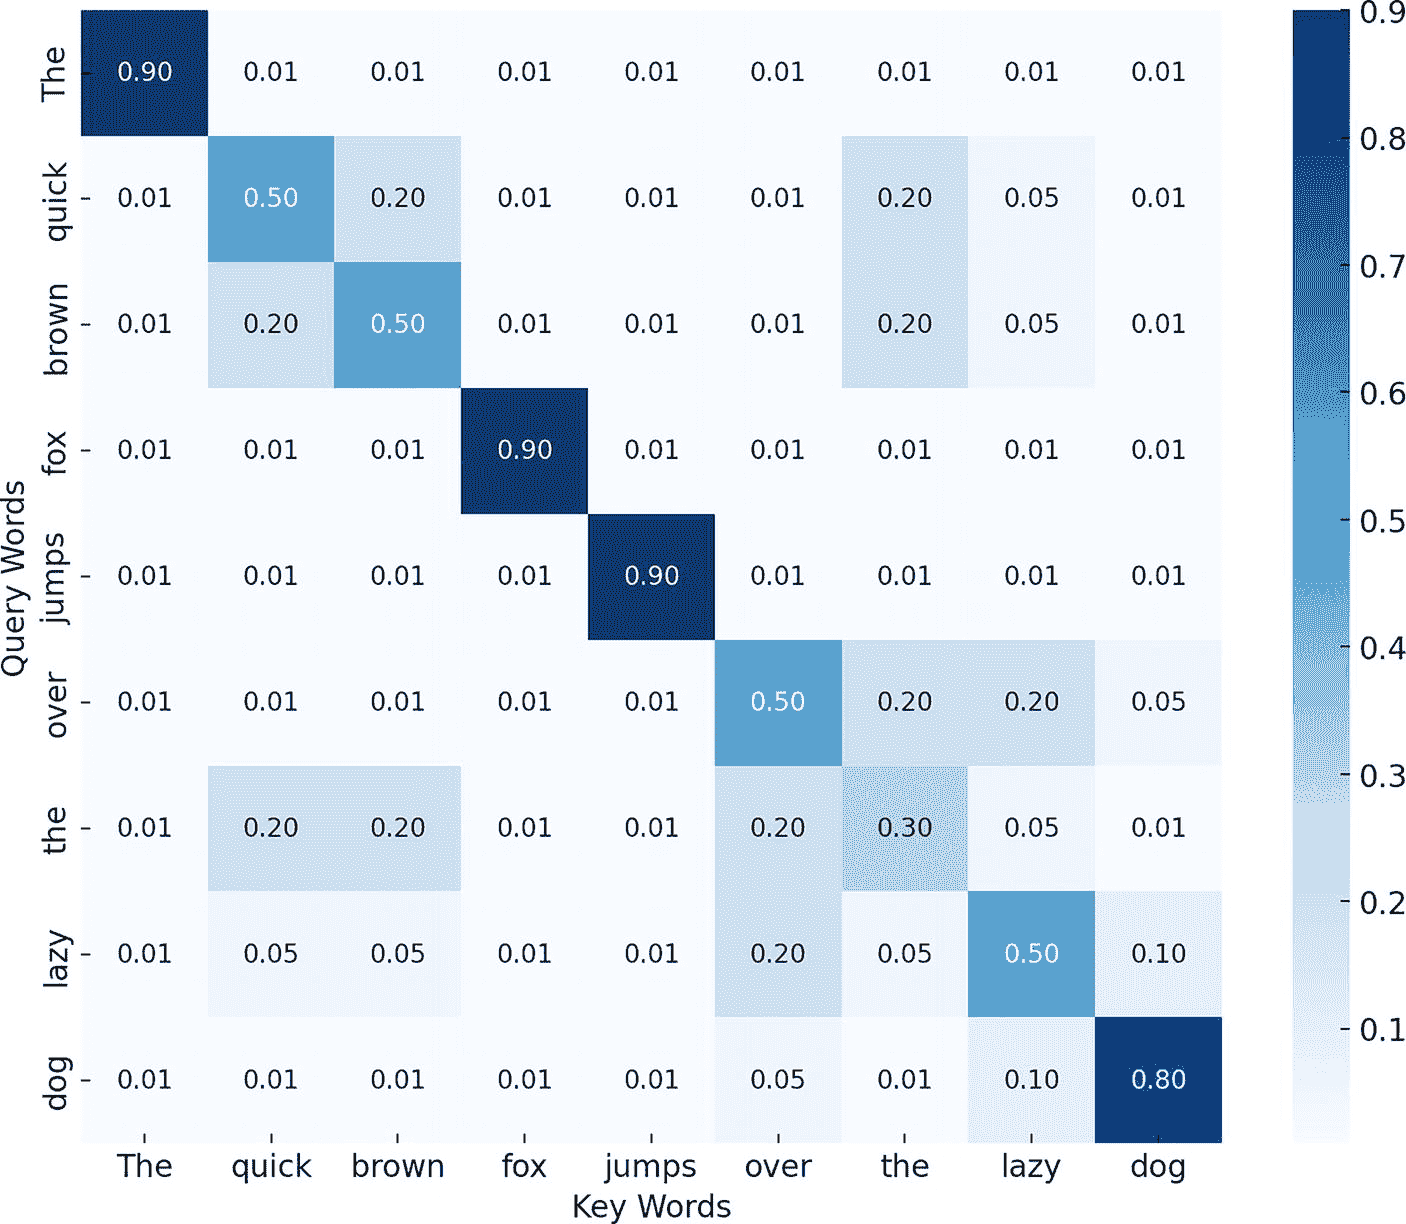 The 0.90 0.01 0.01 0.01 0.01 0.01 0.01 0.01 0.01
quick 0.01 0.50 0.20 0.01 0.01 0.01 0.20 0.05 0.01
brown 0.01 0.20 0.50 0.01 0.01 0.01 0.20 0.05 0.01
fox 0.01 0.01 0.01 0.90 0.01 0.01 0.01 0.01 0.01
jumps 0.01 0.01 0.01 0.01 0.90 0.01 0.01 0.01 0.01
over 0.01 0.01 0.01 0.01 0.01 0.50 0.20 0.20 0.05
the 0.01 0.20 0.20 0.01 0.01 0.20 0.30 0.05 0.01
lazy 0.01 0.05 0.05 0.01 0.01 0.20 0.05 0.50 0.10
dog 0.01 0.01 0.01 0.01 0.01 0.05 0.01 0.10 0.80
The quick brown fox jumps over the lazy dog
Key Words
Query Words
0.9
0.8
0.7
0.6
0.5
0.4
0.3
0.2
0.1